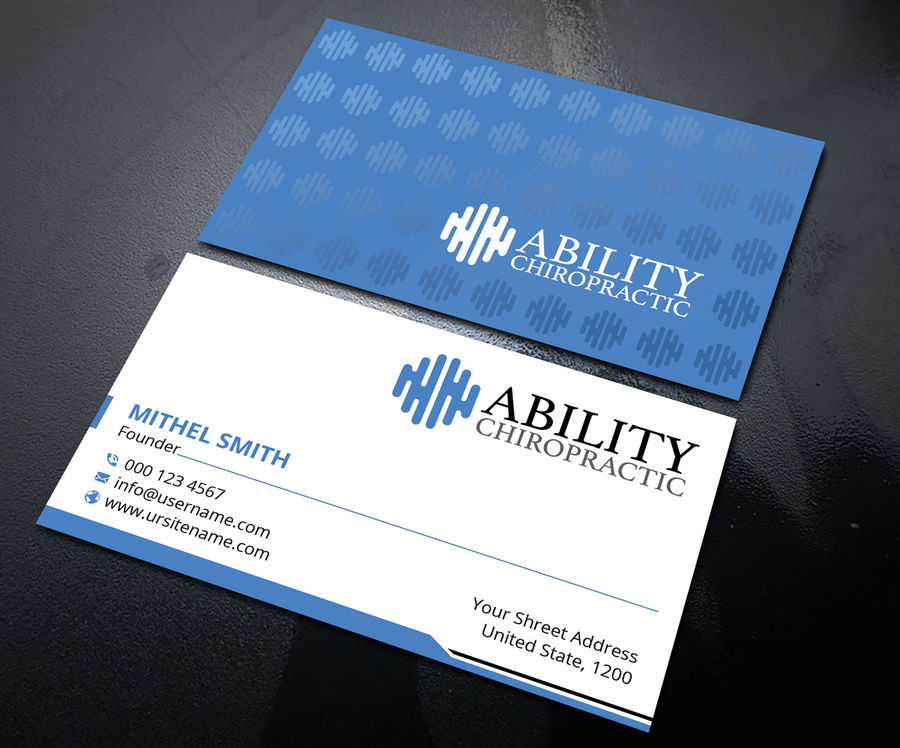 ABILITY
CHIROPRACTIC
ABILITY
CHIROPRACTIC
MITHEL SMITH
Founder
000 123 4567
info@username.com
www.ursitename.com
Your Shreet Address
United State, 1200